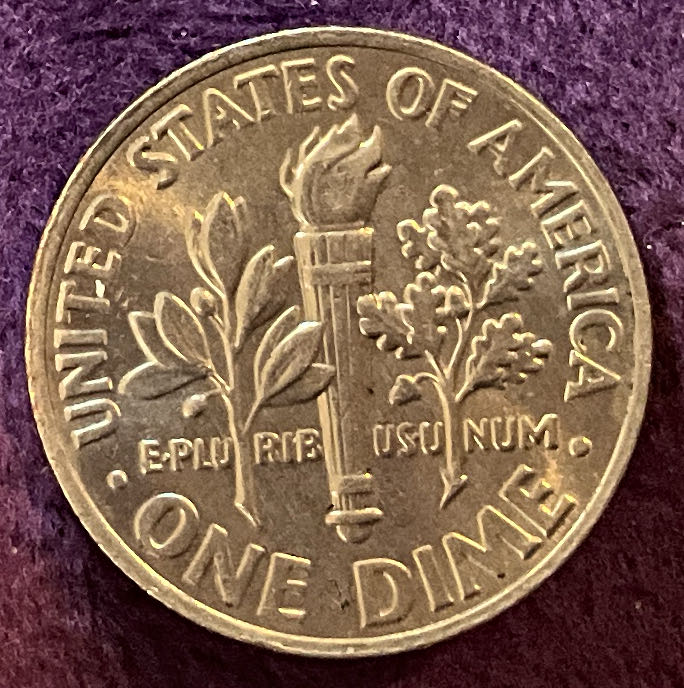 UNITED STATES OF AMERICA
E·PLU RIB USU NUM
· ONE DIME ·